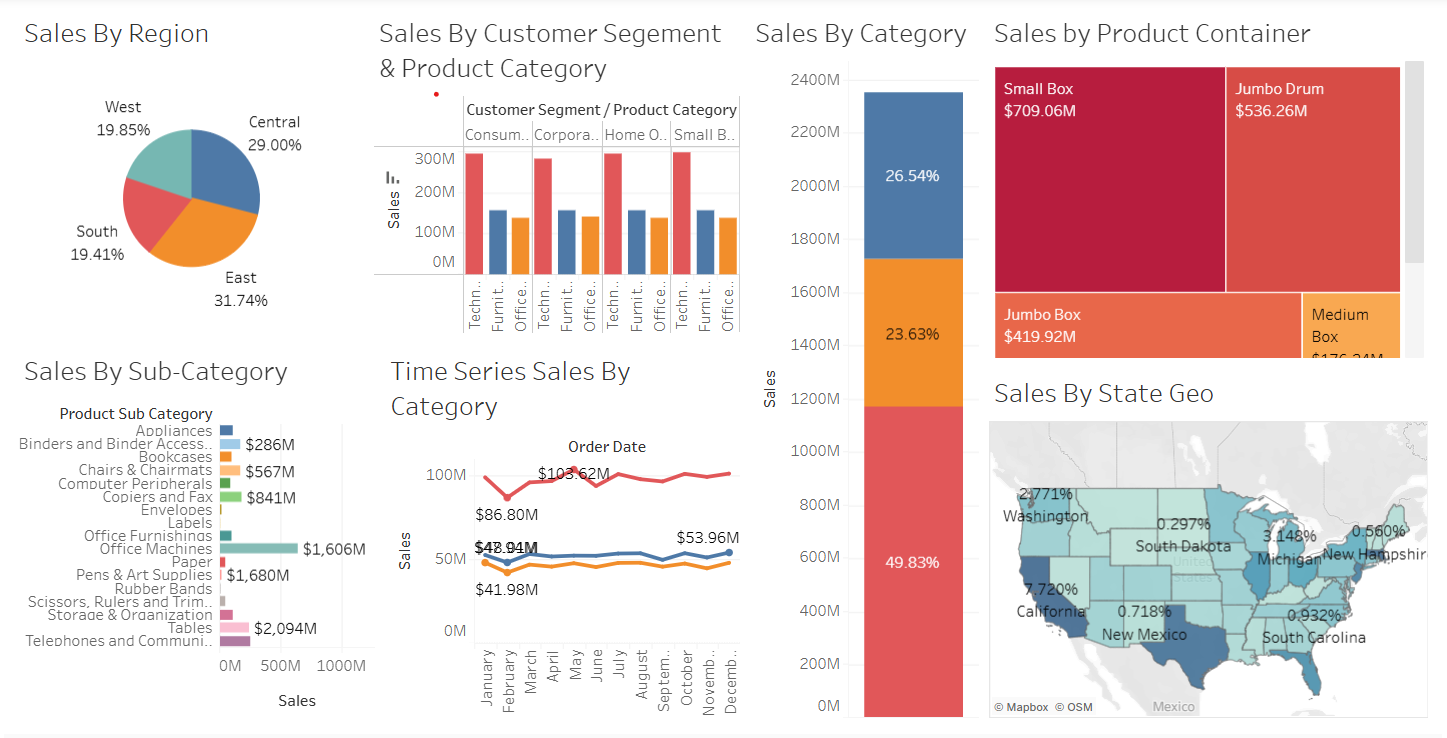 Sales By Region
West
19.85%
Central
29.00%
South
19.41%
East
31.74%
Sales By Customer Segement
& Product Category
Customer Segment / Product Category
Consum.. Corpora.. Home O.. Small B..
300M
200M
100M
0M
Sales
Techn.. Furnit.. Office.. Techn.. Furnit.. Office.. Techn.. Furnit.. Office.. Techn.. Furnit.. Office..
Sales By Category
2400M
2200M
2000M
1800M
1600M
1400M
1200M
1000M
800M
600M
400M
200M
0M
Sales
26.54%
23.63%
49.83%
Sales by Product Container
Small Box
$709.06M
Jumbo Drum
$536.26M
Jumbo Box
$419.92M
Medium
Box
$176.24M
Sales By Sub-Category
Product Sub Category
Appliances
Binders and Binder Access.. $286M
Bookcases
Chairs & Chairmats $567M
Computer Peripherals
Copiers and Fax $841M
Envelopes
Labels
Office Furnishings
Office Machines $1,606M
Paper
Pens & Art Supplies $1,680M
Rubber Bands
Scissors, Rulers and Trim..
Storage & Organization
Tables $2,094M
Telephones and Communi..
0M 500M 1000M
Sales
Time Series Sales By
Category
Order Date
100M
50M
0M
Sales
$103.62M
$86.80M
$53.96M
$41.98M
January February March April May June July August Septem.. October Novemb.. Decemb..
Sales By State Geo
2.771%
Washington
0.297%
South Dakota
3.148%
Michigan
0.560%
New Hampshir
United
States
7.720%
California
0.718%
New Mexico
0.932%
South Carolina
Mexico
© Mapbox © OSM